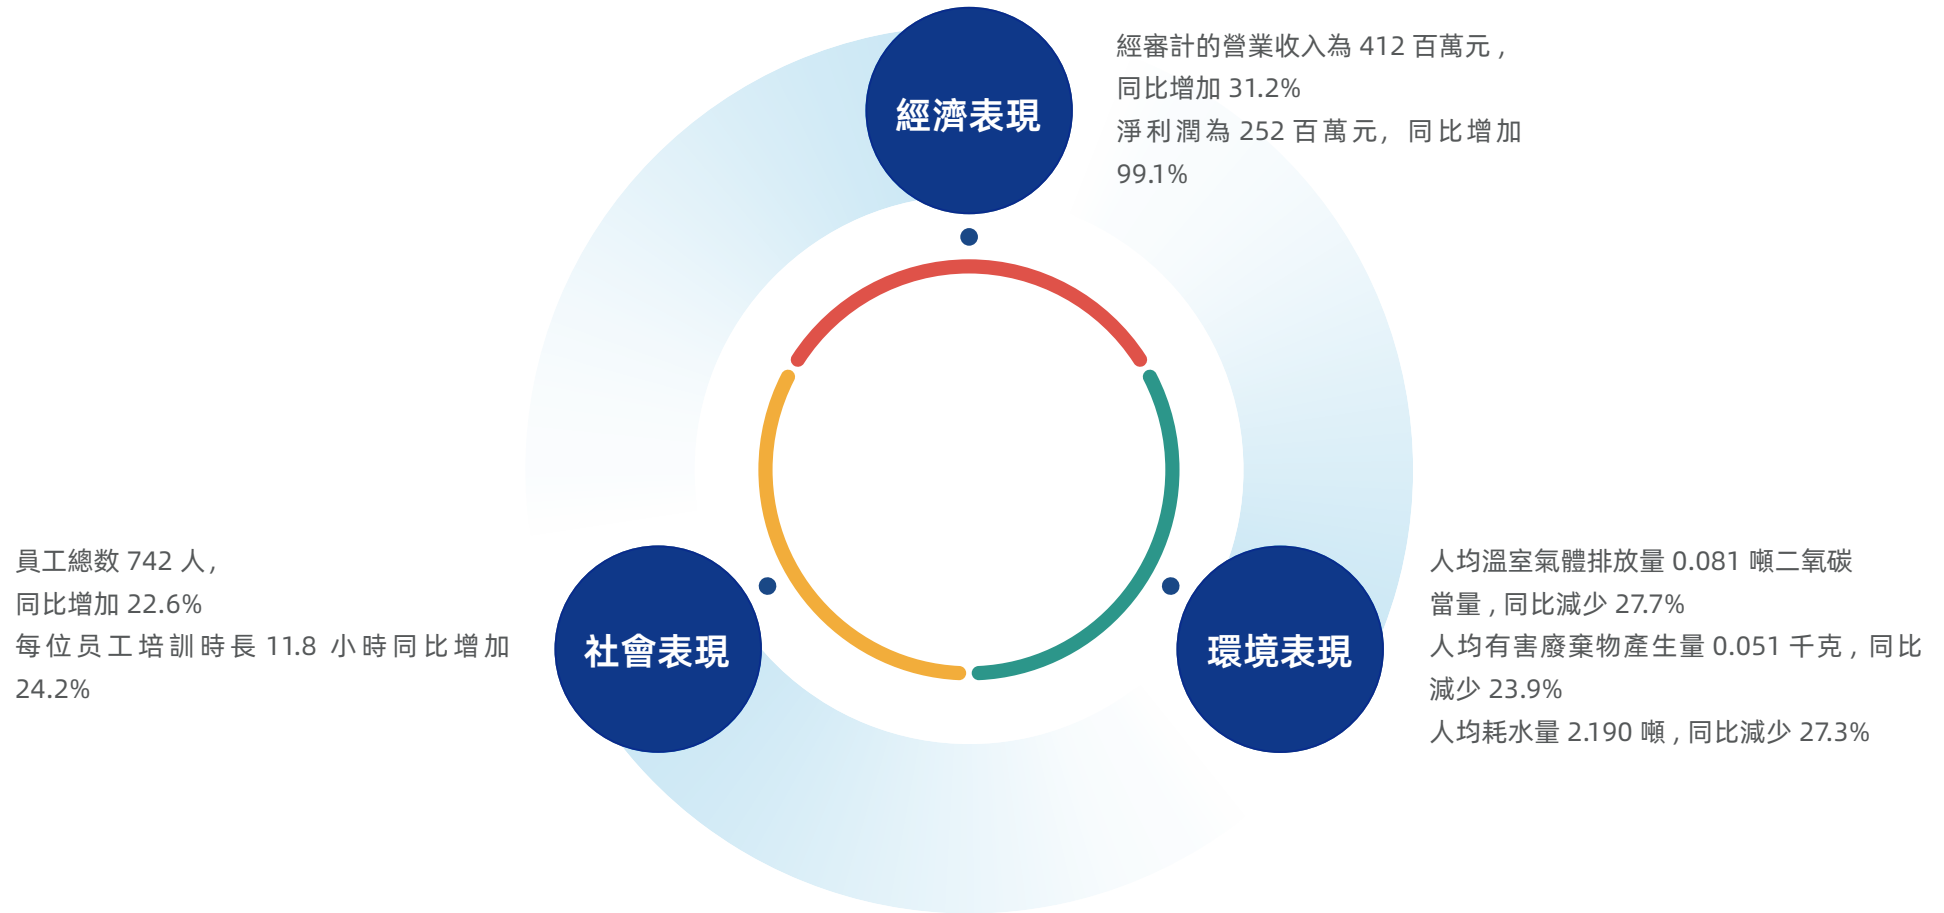 經濟表現
經審計的營業收入為 412 百萬元 ,
同比增加 31.2%
淨利潤為 252 百萬元, 同比增加
99.1%
社會表現
員工總数 742 人 ,
同比增加 22.6%
每位员工培訓時長 11.8 小時同比增加
24.2%
環境表現
人均溫室氣體排放量 0.081 噸二氧碳
當量 , 同比減少 27.7%
人均有害廢棄物產生量 0.051 千克 , 同比
減少 23.9%
人均耗水量 2.190 噸 , 同比減少 27.3%